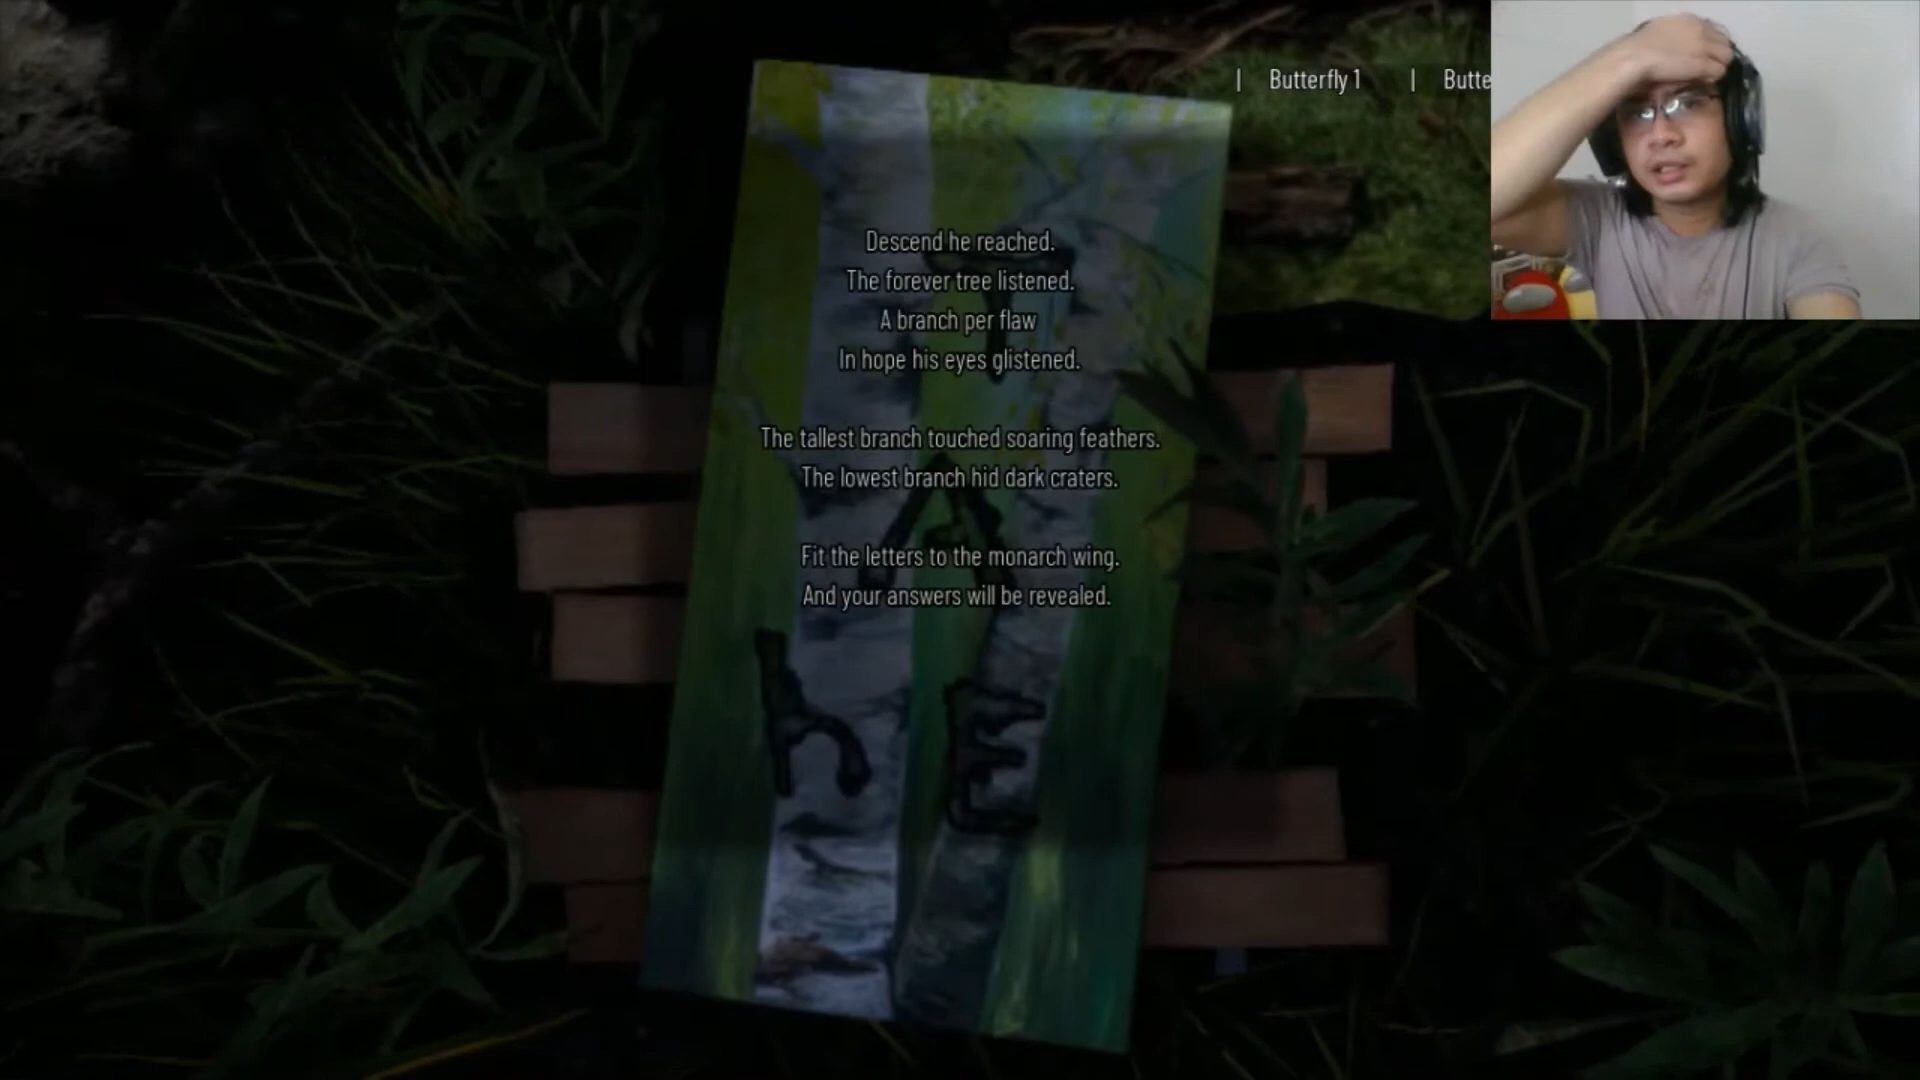 | Butterfly 1 | Butte
Descend he reached.
The forever tree listened.
A branch per flaw
In hope his eyes glistened.
The tallest branch touched soaring feathers.
The lowest branch hid dark craters.
Fit the letters to the monarch wing.
And your answers will be revealed.
A
h E